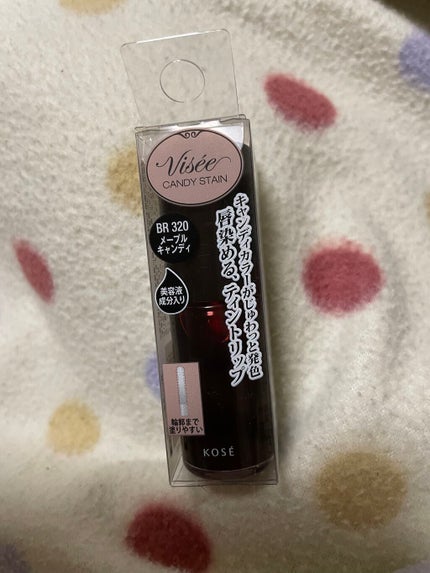 Visée
CANDY STAIN
BR 320
メープル
キャンディ
美容液
成分入り
キャンディカラーがじゅわっと発色
唇染める、ティントリップ
輪郭まで
塗りやすい
KOSÉ